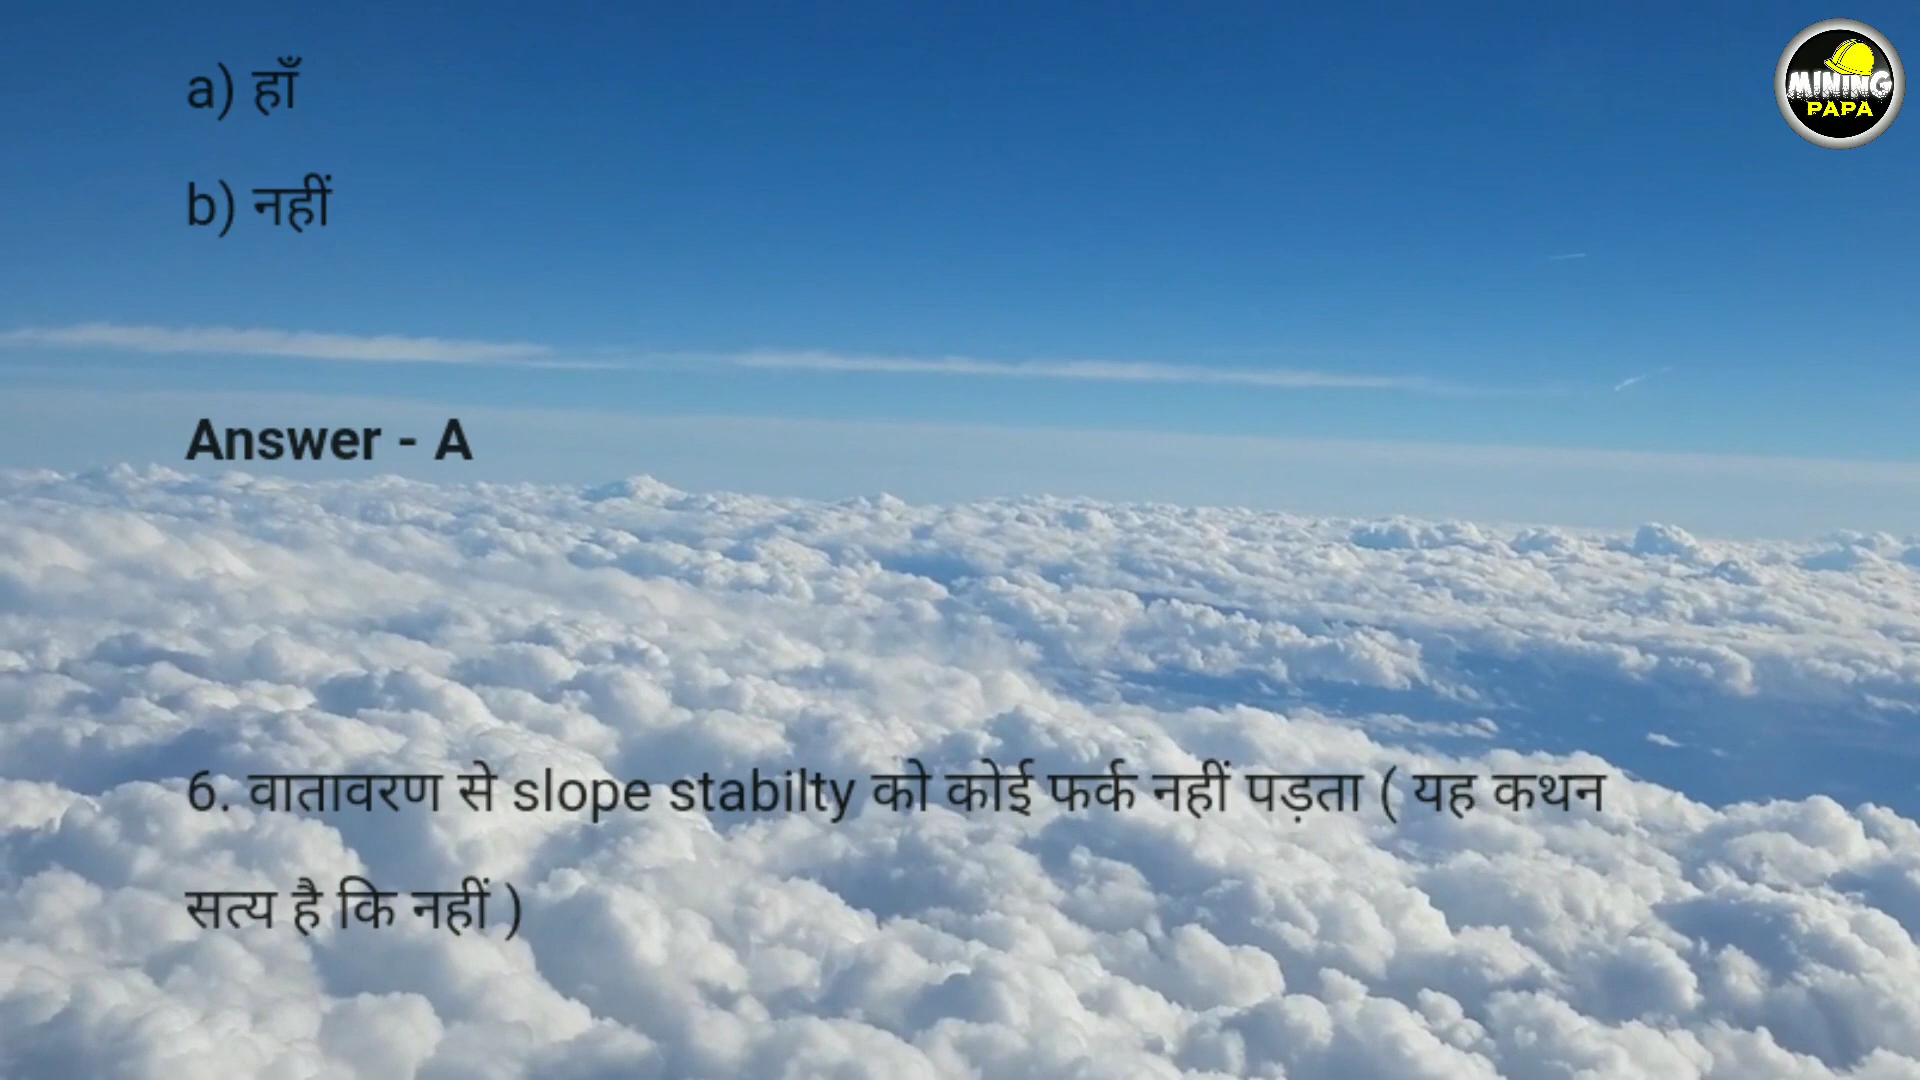 MINING
PAPA
a) हाँ
b) नहीं
Answer - A
6. वातावरण से slope stabilty को कोई फर्क नहीं पड़ता ( यह कथन
सत्य है कि नहीं )